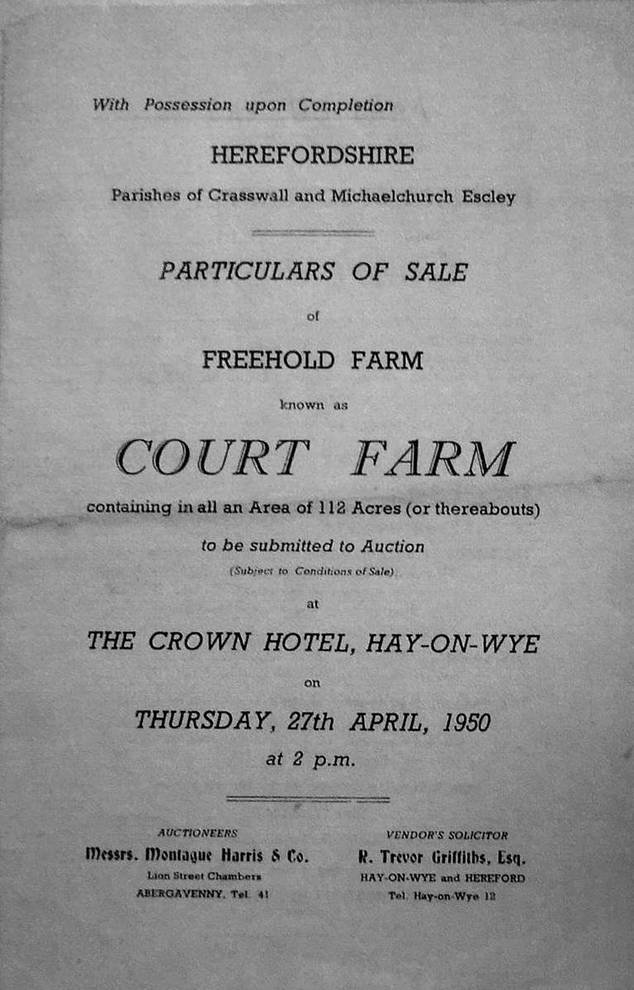 With Possession upon Completion
HEREFORDSHIRE
Parishes of Crasswall and Michaelchurch Escley
PARTICULARS OF SALE
of
FREEHOLD FARM
known as
COURT FARM
containing in all an Area of 112 Acres (or thereabouts)
to be submitted to Auction
(Subject to Conditions of Sale)
at
THE CROWN HOTEL, HAY-ON-WYE
on
THURSDAY, 27th APRIL, 1950
at 2 p.m.
AUCTIONEERS
Messrs. Montague Harris & Co.
Lion Street Chambers
ABERGAVENNY. Tel. 41
VENDOR'S SOLICITOR
R. Trevor Griffiths, Esq.
HAY-ON-WYE and HEREFORD
Tel. Hay-on-Wye 12